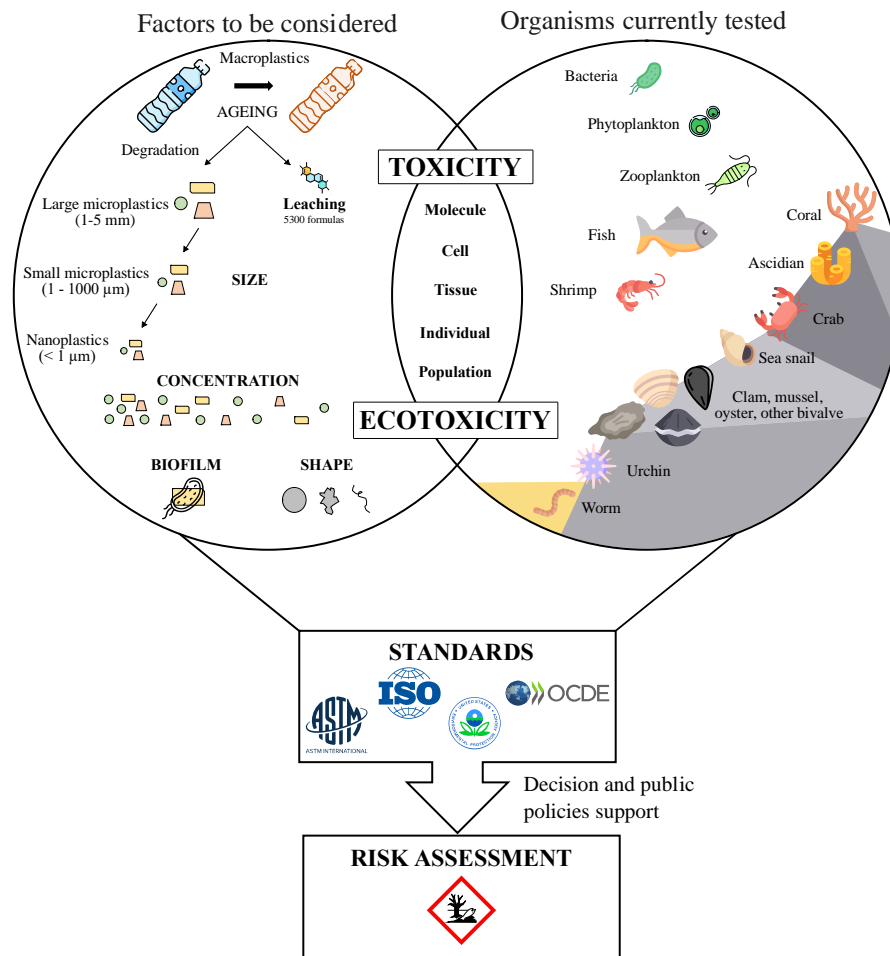 Factors to be considered
Organisms currently tested
Macroplastics
AGEING
Degradation
Leaching
5300 formulas
Large microplastics
(1-5 mm)
Small microplastics
(1 - 1000 µm)
SIZE
Nanoplastics
(< 1 µm)
CONCENTRATION
BIOFILM
SHAPE
TOXICITY
Molecule
Cell
Tissue
Individual
Population
ECOTOXICITY
Bacteria
Phytoplankton
Zooplankton
Coral
Fish
Ascidian
Shrimp
Crab
Sea snail
Clam, mussel,
oyster, other bivalve
Urchin
Worm
STANDARDS
ASTM
ASTM INTERNATIONAL
ISO
UNITED STATES
OCDE
Decision and public
policies support
RISK ASSESSMENT